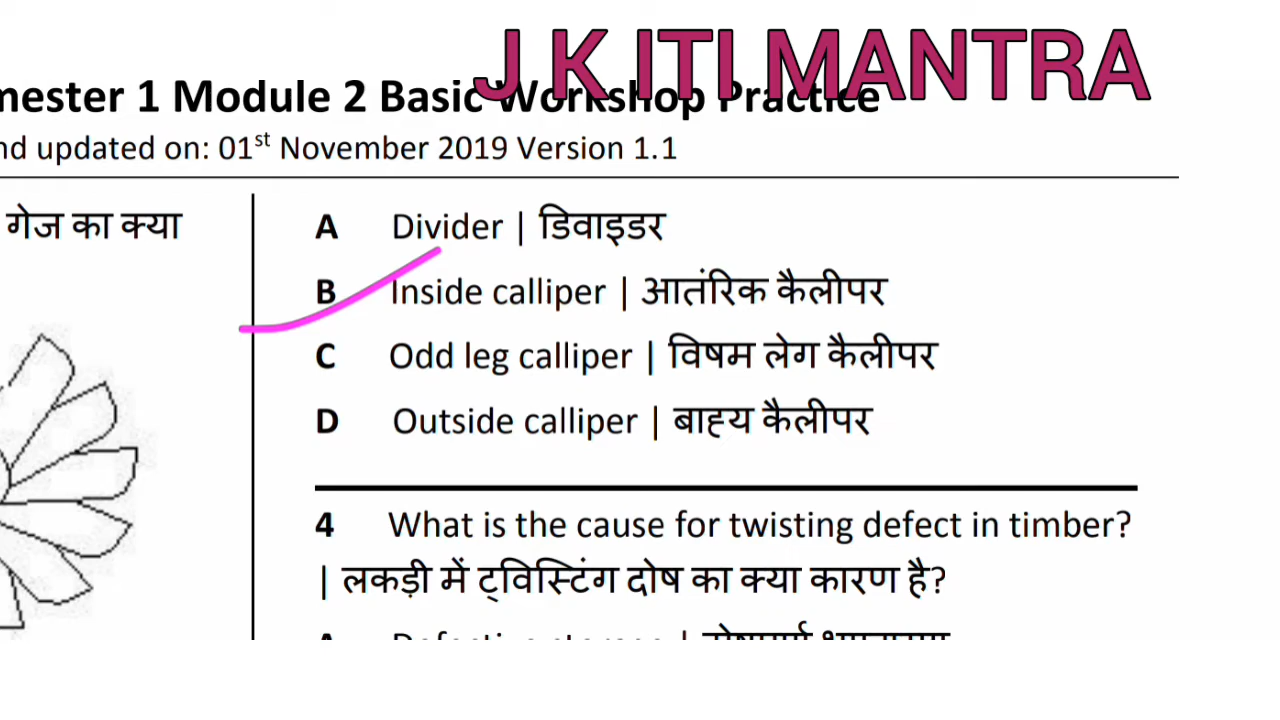 J K ITI MANTRA
mester 1 Module 2 Basic Workshop Practice
nd updated on: 01st November 2019 Version 1.1
गेज का क्या
A Divider | डिवाइडर
B Inside calliper | आतंरिक कैलीपर
C Odd leg calliper | विषम लेग कैलीपर
D Outside calliper | बाह्य कैलीपर
4 What is the cause for twisting defect in timber?
| लकड़ी में ट्विस्टिंग दोष का क्या कारण है?